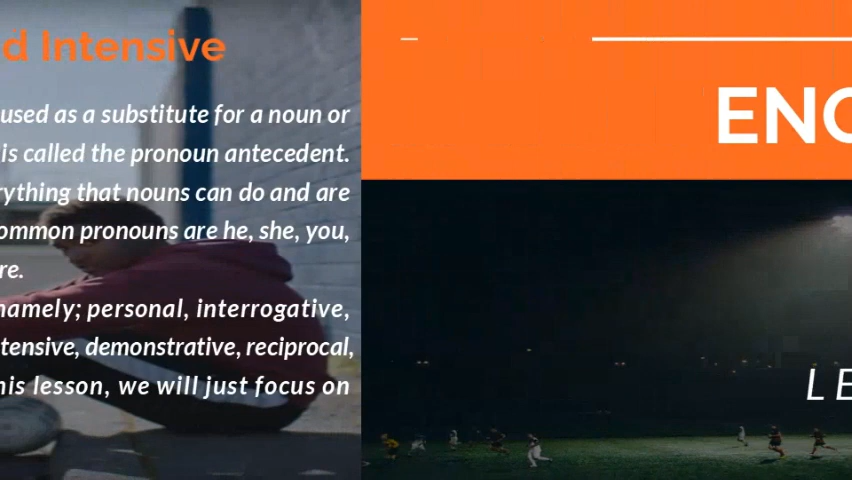 d Intensive
used as a substitute for a noun or
is called the pronoun antecedent.
rything that nouns can do and are
ommon pronouns are he, she, you,
re.
namely; personal, interrogative,
tensive, demonstrative, reciprocal,
his lesson, we will just focus on
ENG
LE